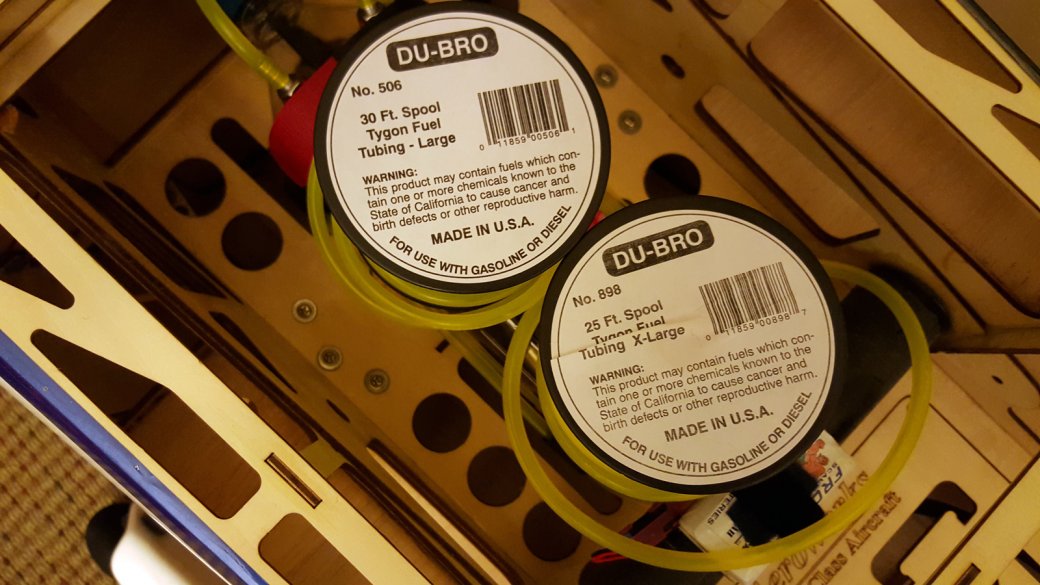 DU-BRO
No. 506
30 Ft. Spool
Tygon Fuel
Tubing - Large
0 11859 00506 1
WARNING:
This product may contain fuels which con-
tain one or more chemicals known to the
State of California to cause cancer and
birth defects or other reproductive harm.
MADE IN U.S.A.
FOR USE WITH GASOLINE OR DIESEL
DU-BRO
No. 898
25 Ft. Spool
Tygon Fuel
Tubing X-Large
0 11859 00898 7
WARNING:
This product may contain fuels which con-
tain one or more chemicals known to the
State of California to cause cancer and
birth defects or other reproductive harm.
MADE IN U.S.A.
FOR USE WITH GASOLINE OR DIESEL
Aircraft